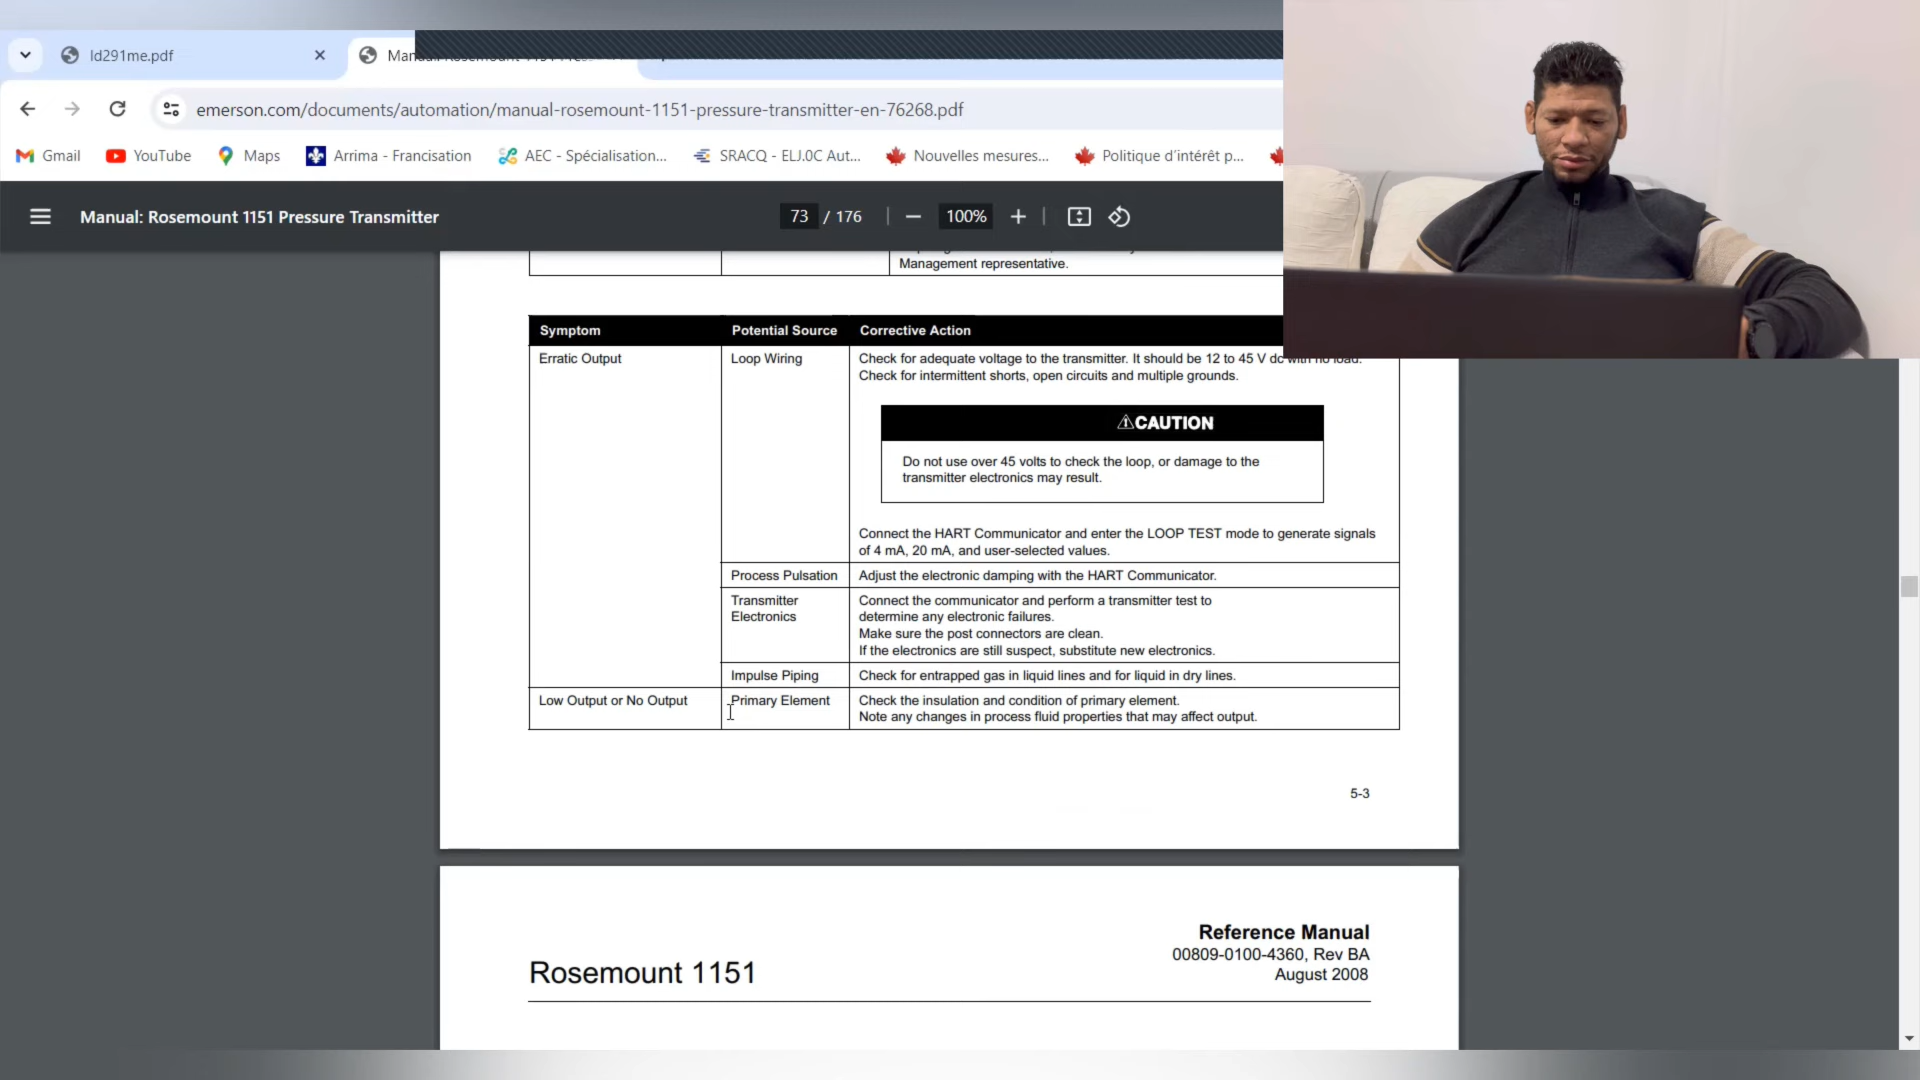 ld291me.pdf
emerson.com/documents/automation/manual-rosemount-1151-pressure-transmitter-en-76268.pdf
Gmail YouTube Maps Arrima - Francisation AEC - Spécialisation... SRACQ - ELJ.0C Aut... Nouvelles mesures... Politique d'intérêt p...
Manual: Rosemount 1151 Pressure Transmitter 73 / 176 100%
Management representative.
Symptom Potential Source Corrective Action
Erratic Output Loop Wiring Check for adequate voltage to the transmitter. It should be 12 to 45 V dc with no load.
Check for intermittent shorts, open circuits and multiple grounds.
⚠CAUTION
Do not use over 45 volts to check the loop, or damage to the
transmitter electronics may result.
Connect the HART Communicator and enter the LOOP TEST mode to generate signals
of 4 mA, 20 mA, and user-selected values.
Process Pulsation Adjust the electronic damping with the HART Communicator.
Transmitter Electronics Connect the communicator and perform a transmitter test to
determine any electronic failures.
Make sure the post connectors are clean.
If the electronics are still suspect, substitute new electronics.
Impulse Piping Check for entrapped gas in liquid lines and for liquid in dry lines.
Low Output or No Output Primary Element Check the insulation and condition of primary element.
Note any changes in process fluid properties that may affect output.
5-3
Reference Manual
00809-0100-4360, Rev BA
Rosemount 1151 August 2008